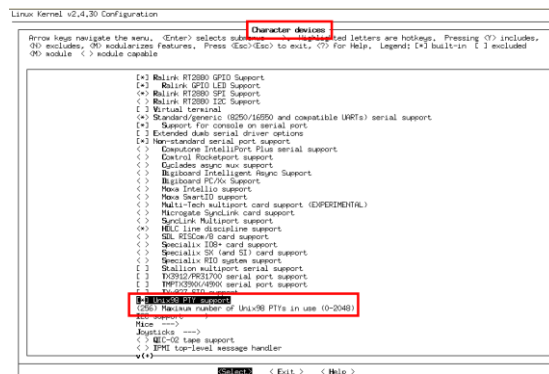 Linux Kernel v2.4.30 Configuration
Character devices
Arrow keys navigate the menu. <Enter> selects submenus --->. Highlighted letters are hotkeys. Pressing <Y> includes,
<N> excludes, <M> modularizes features. Press <Esc><Esc> to exit, <?> for Help. Legend: [*] built-in [ ] excluded
<M> module < > module capable
[*] Ralink RT2880 GPIO Support
[*] Ralink GPIO LED Support
<*> Ralink RT2880 SPI Support
< > Ralink RT2880 I2C Support
[ ] Virtual terminal
<*> Standard/generic (8250/16550 and compatible UARTs) serial support
[*] Support for console on serial port
[ ] Extended dumb serial driver options
[*] Non-standard serial port support
< > Computone IntelliPort Plus serial support
< > Comtrol Rocketport support
< > Cyclades async mux support
< > Digiboard Intelligent Async Support
< > Digiboard PC/Xx Support
< > Moxa Intellio support
< > Moxa SmartIO support
< > Multi-Tech multiport card support (EXPERIMENTAL)
< > Microgate SyncLink card support
< > SyncLink Multiport support
<*> HDLC line discipline support
< > SDL RISCom/8 card support
< > Specialix IO8+ card support
< > Specialix SX (and SI) card support
< > Specialix RIO system support
[ ] Stallion multiport serial support
[ ] TX3912/PR31700 serial port support
[ ] TMPTX39XX/49XX serial port support
[ ] TXx927 SIO support
[*] Unix98 PTY support
(256) Maximum number of Unix98 PTYs in use (0-2048)
I2C support --->
Mice --->
Joysticks --->
< > QIC-02 tape support
< > IPMI top-level message handler
v(+)
<Select> < Exit > < Help >